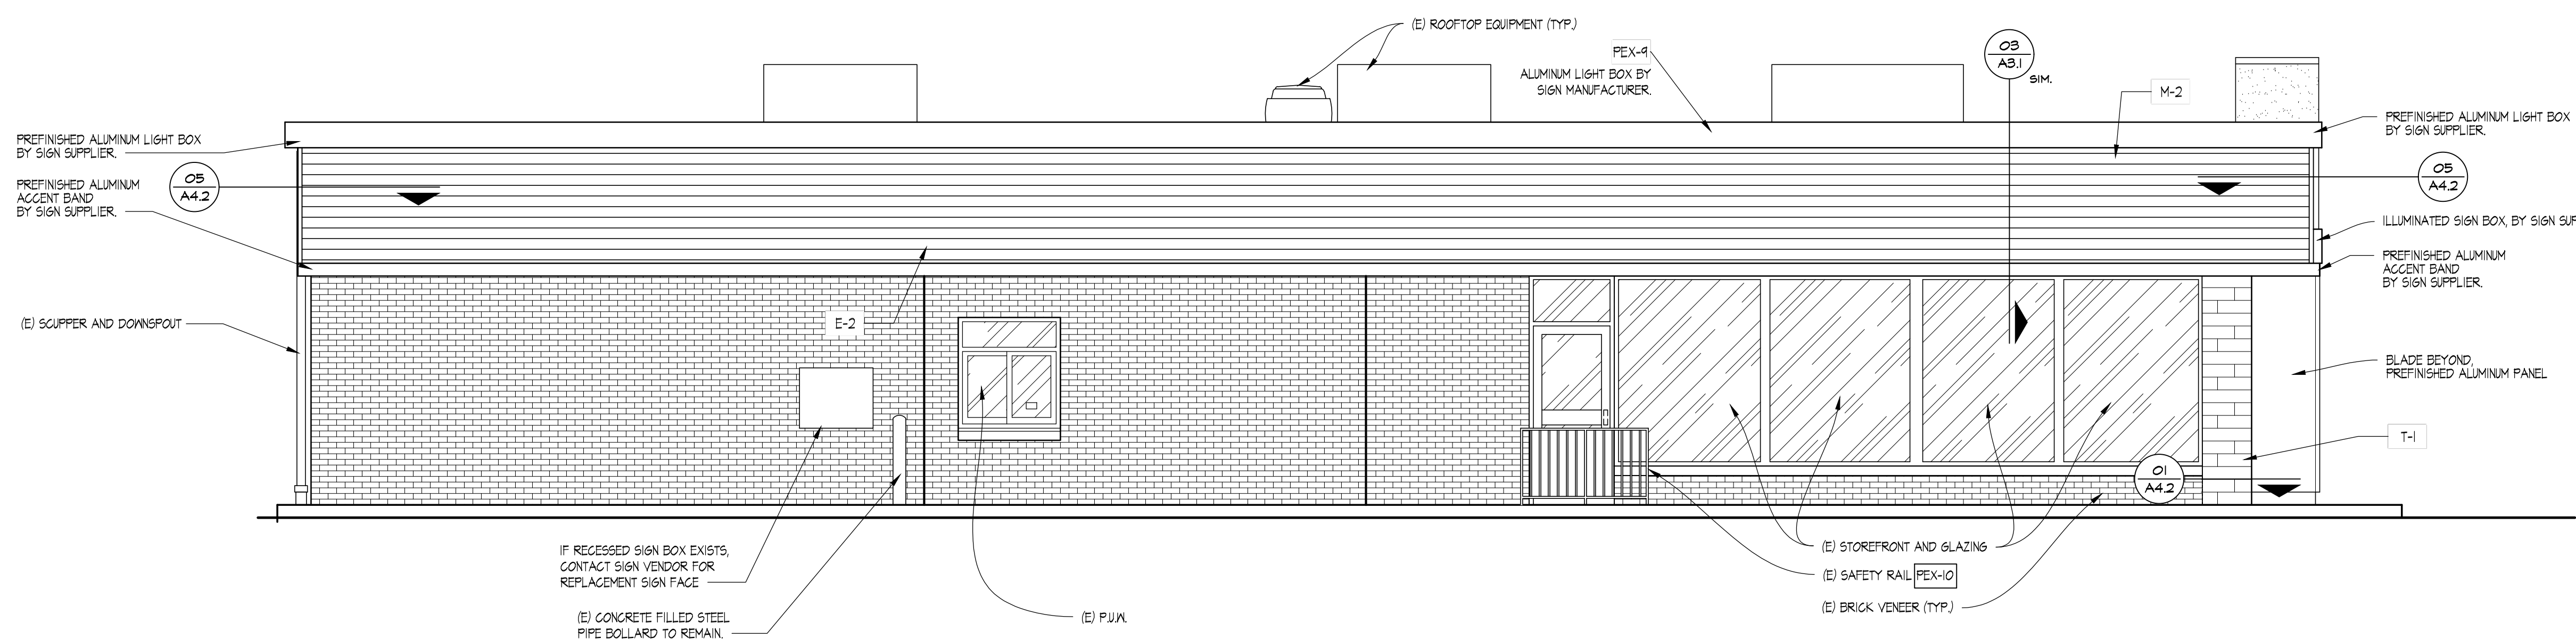 (E) ROOFTOP EQUIPMENT (TYP.)
PEX-9
ALUMINUM LIGHT BOX BY
SIGN MANUFACTURER.
03
A3.1
SIM.
M-2
PREFINISHED ALUMINUM LIGHT BOX
BY SIGN SUPPLIER.
PREFINISHED ALUMINUM LIGHT BOX
BY SIGN SUPPLIER.
05
A4.2
05
A4.2
PREFINISHED ALUMINUM
ACCENT BAND
BY SIGN SUPPLIER.
ILLUMINATED SIGN BOX, BY SIGN SUP
PREFINISHED ALUMINUM
ACCENT BAND
BY SIGN SUPPLIER.
(E) SCUPPER AND DOWNSPOUT
E-2
BLADE BEYOND,
PREFINISHED ALUMINUM PANEL
T-1
01
A4.2
IF RECESSED SIGN BOX EXISTS,
CONTACT SIGN VENDOR FOR
REPLACEMENT SIGN FACE
(E) CONCRETE FILLED STEEL
PIPE BOLLARD TO REMAIN.
(E) P.U.W.
(E) STOREFRONT AND GLAZING
(E) SAFETY RAIL PEX-10
(E) BRICK VENEER (TYP.)